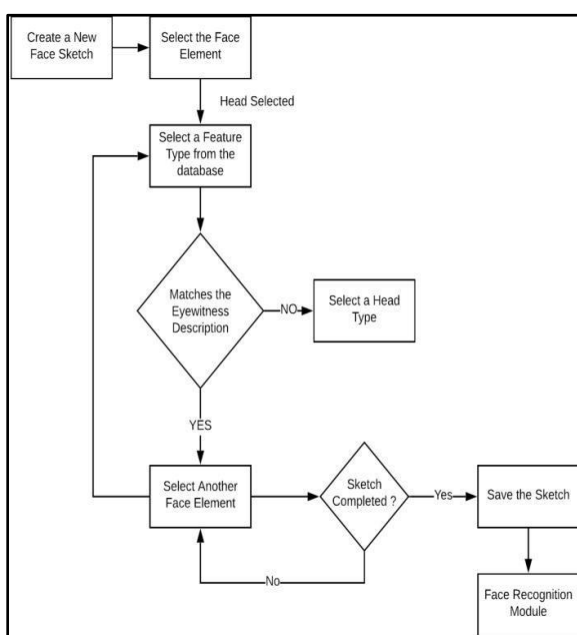 Create a New
Face Sketch
Select the Face
Element
Head Selected
Select a Feature
Type from the
database
Matches the
Eyewitness
Description
NO
Select a Head
Type
YES
Select Another
Face Element
Sketch
Completed ?
Yes
Save the Sketch
No
Face Recognition
Module